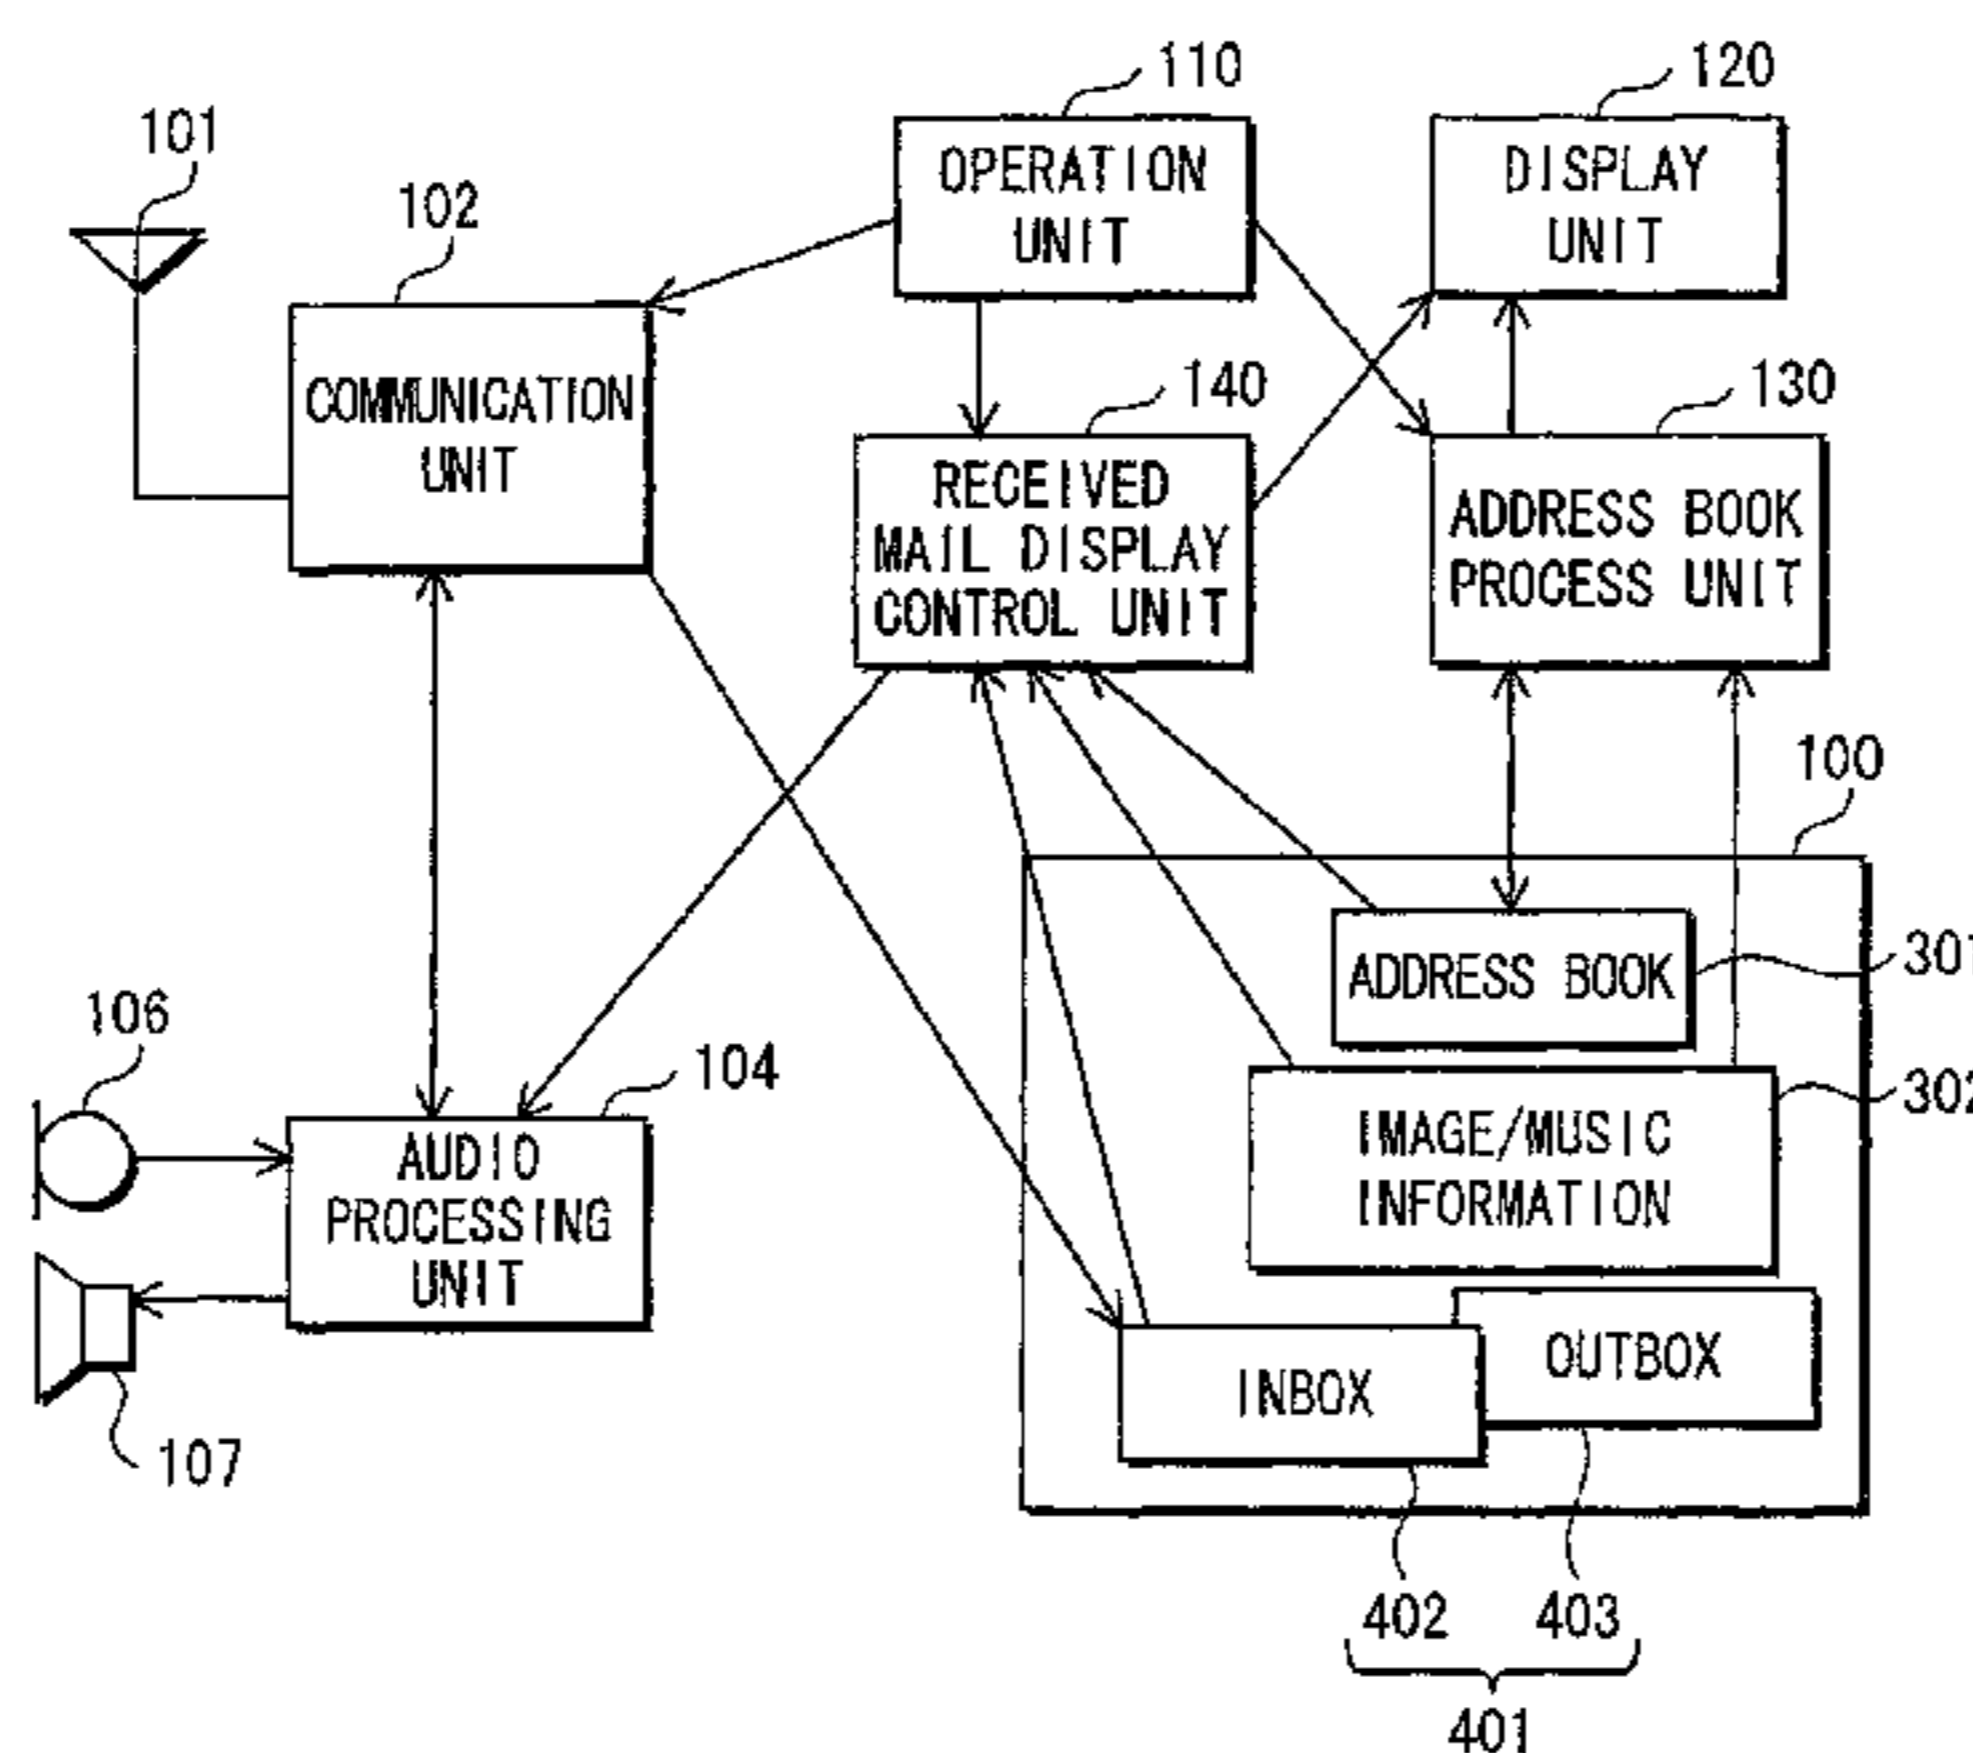 110
120
101
102
OPERATION
UNIT
DISPLAY
UNIT
COMMUNICATION
UNIT
140
130
RECEIVED
MAIL DISPLAY
CONTROL UNIT
ADDRESS BOOK
PROCESS UNIT
100
ADDRESS BOOK
301
106
104
302
AUDIO
PROCESSING
UNIT
IMAGE/MUSIC
INFORMATION
OUTBOX
INBOX
107
402
403
401